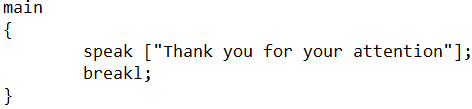 main
{
speak ["Thank you for your attention"];
breakl;
}